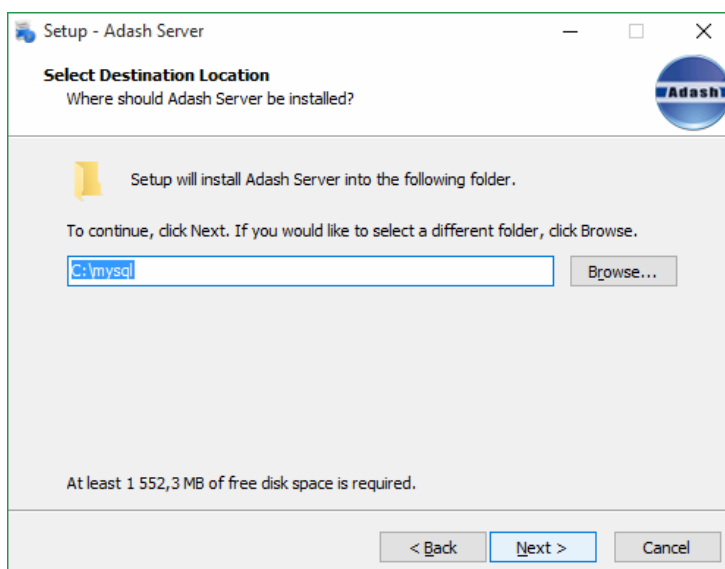 Setup - Adash Server
Select Destination Location
Where should Adash Server be installed?
Adash
Setup will install Adash Server into the following folder.
To continue, click Next. If you would like to select a different folder, click Browse.
C:\mysql
Browse...
At least 1 552,3 MB of free disk space is required.
< Back
Next >
Cancel